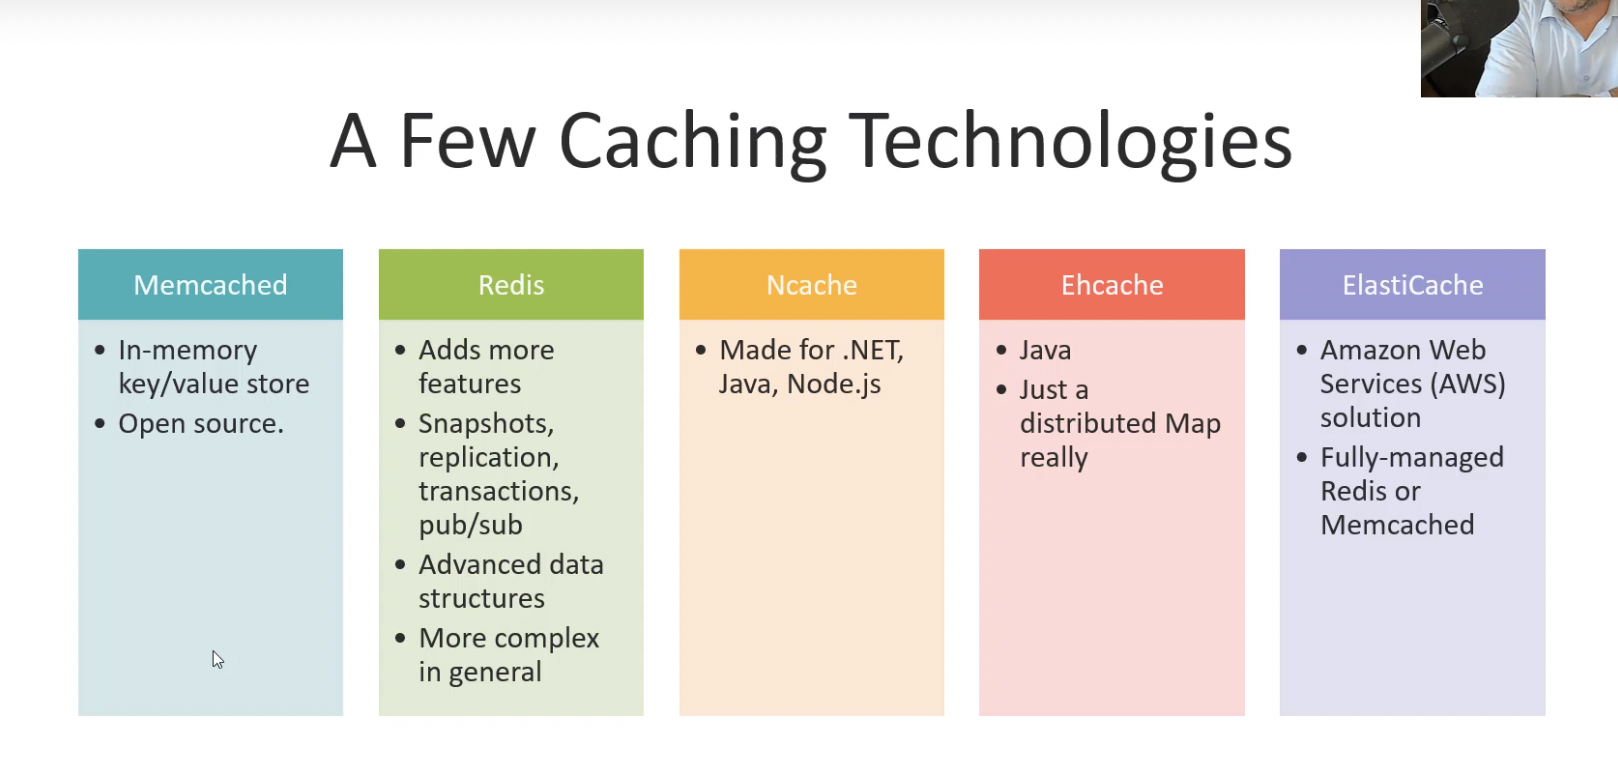 A Few Caching Technologies
Memcached
• In-memory
key/value store
• Open source.
Redis
• Adds more
features
• Snapshots,
replication,
transactions,
pub/sub
• Advanced data
structures
• More complex
in general
Ncache
• Made for .NET,
Java, Node.js
Ehcache
• Java
• Just a
distributed Map
really
ElastiCache
• Amazon Web
Services (AWS)
solution
• Fully-managed
Redis or
Memcached